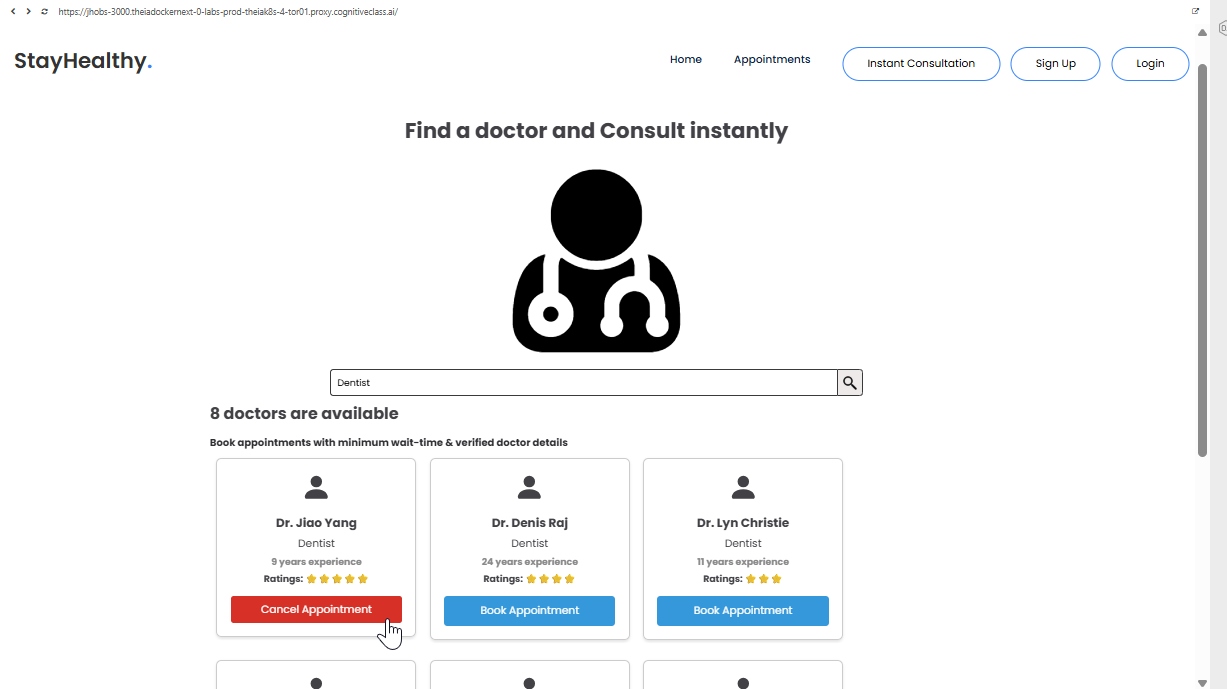 https://jhobs-3000.theiadockernext-0-labs-prod-theiak8s-4-tor01.proxy.cognitiveclass.ai/
StayHealthy.
Home
Appointments
Instant Consultation
Sign Up
Login
Find a doctor and Consult instantly
Dentist
8 doctors are available
Book appointments with minimum wait-time & verified doctor details
Dr. Jiao Yang
Dentist
9 years experience
Ratings:
Cancel Appointment
Dr. Denis Raj
Dentist
24 years experience
Ratings:
Book Appointment
Dr. Lyn Christie
Dentist
11 years experience
Ratings:
Book Appointment